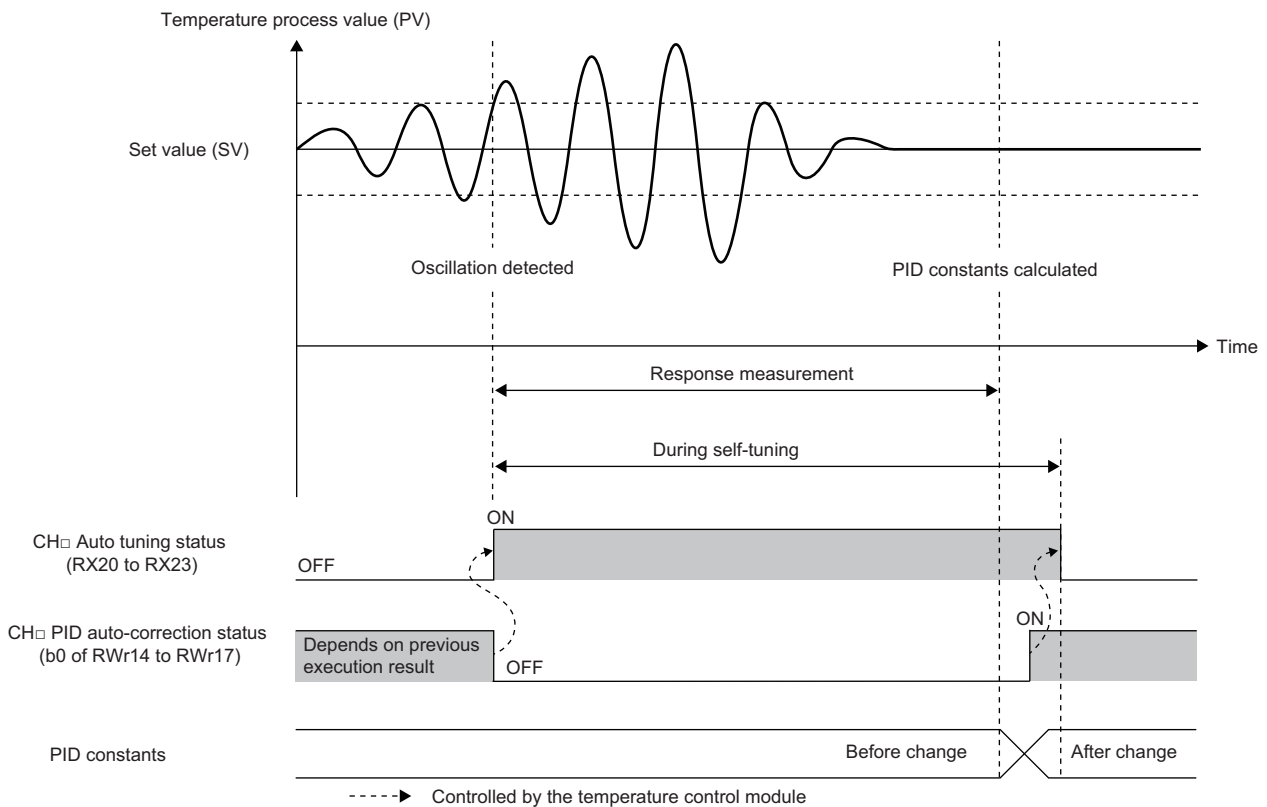 Temperature process value (PV)
Set value (SV)
Oscillation detected
PID constants calculated
Time
Response measurement
During self-tuning
ON
CH□ Auto tuning status
(RX20 to RX23)
OFF
CH□ PID auto-correction status
(b0 of RWr14 to RWr17)
Depends on previous
execution result
OFF
ON
PID constants
Before change
After change
Controlled by the temperature control module